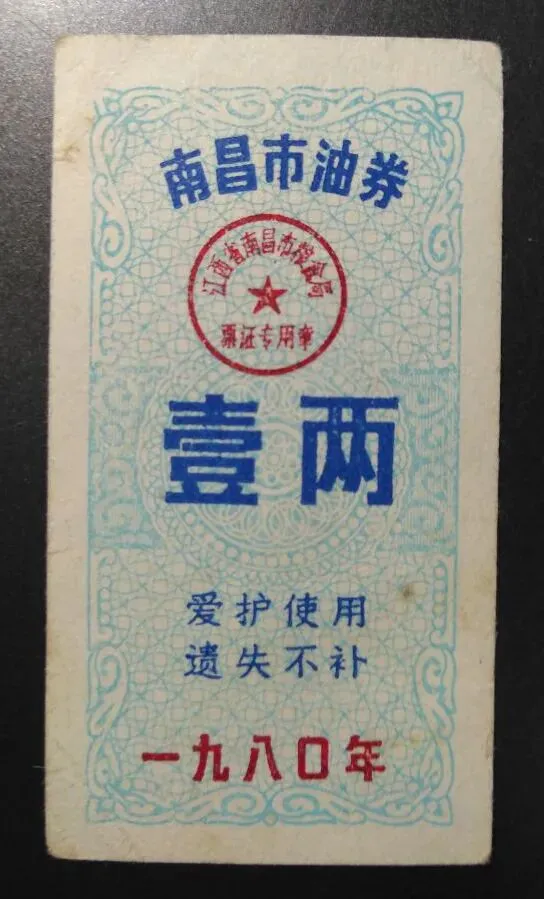 南昌市油券
江西省南昌市粮食局
票证专用章
壹两
爱护使用
遗失不补
一九八〇年